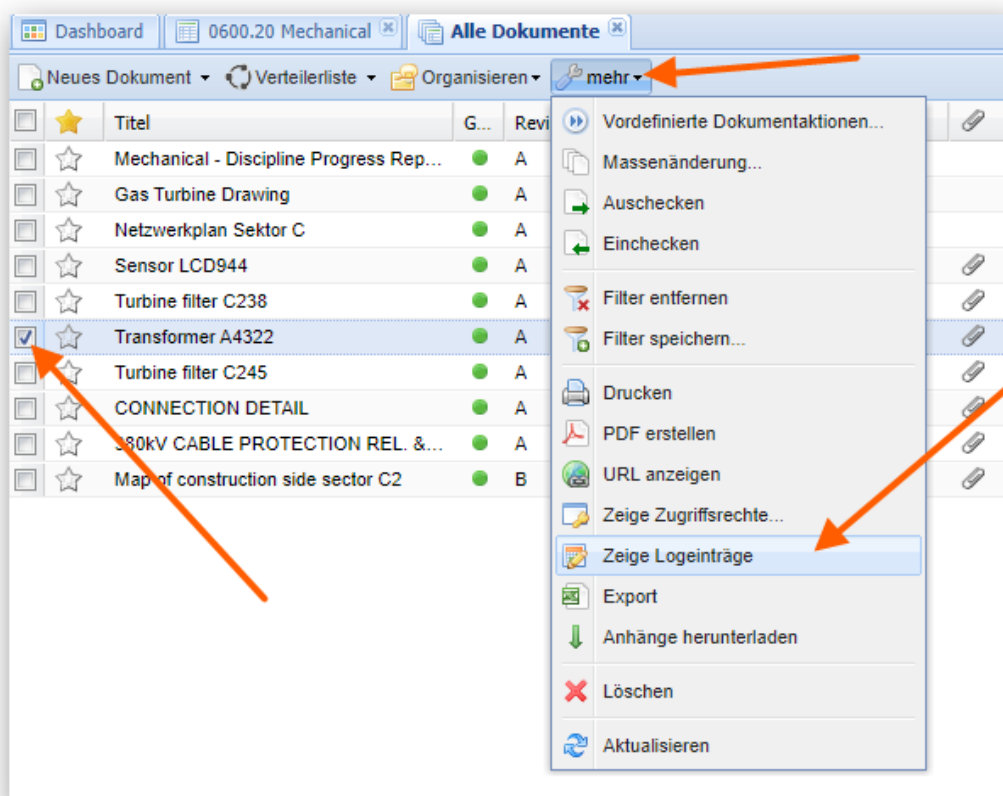 Dashboard 0600.20 Mechanical Alle Dokumente
Neues Dokument Verteilerliste Organisieren mehr
Titel G... Revi
Mechanical - Discipline Progress Rep... A
Gas Turbine Drawing A
Netzwerkplan Sektor C A
Sensor LCD944 A
Turbine filter C238 A
Transformer A4322 A
Turbine filter C245 A
CONNECTION DETAIL A
380kV CABLE PROTECTION REL. &... A
Map of construction side sector C2 B
Vordefinierte Dokumentaktionen...
Massenänderung...
Auschecken
Einchecken
Filter entfernen
Filter speichern...
Drucken
PDF erstellen
URL anzeigen
Zeige Zugriffsrechte...
Zeige Logeinträge
Export
Anhänge herunterladen
Löschen
Aktualisieren